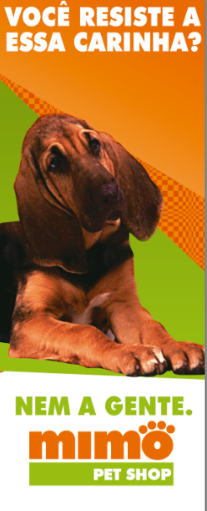 VOCÊ RESISTE A
ESSA CARINHA?
NEM A GENTE.
mimo
PET SHOP